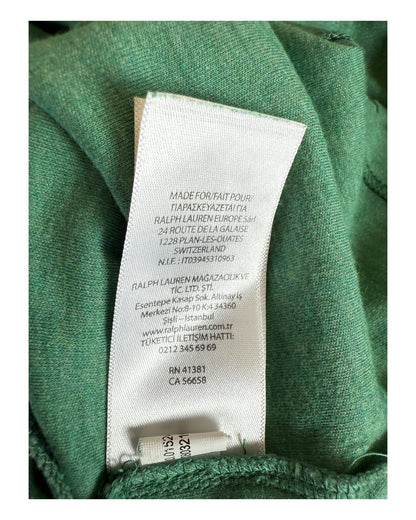 MADE FOR/FAIT POUR/
ΠΑΡΑΣΚΕΥΑΖΕΤΑΙ ΓΙΑ
RALPH LAUREN EUROPE Sàrl
24 ROUTE DE LA GALAISE
1228 PLAN-LES-OUATES
SWITZERLAND
N.I.F. : IT03945310963
RALPH LAUREN MAĞAZACILIK VE
TİC. LTD. ŞTİ.
Esentepe Kasap Sok. Altinay İş
Merkezi No:8-10 K:4 34360
Şişli – İstanbul
www.ralphlauren.com.tr
TÜKETİCİ İLETİŞİM HATTI:
0212 345 69 69
RN 41381
CA 56658